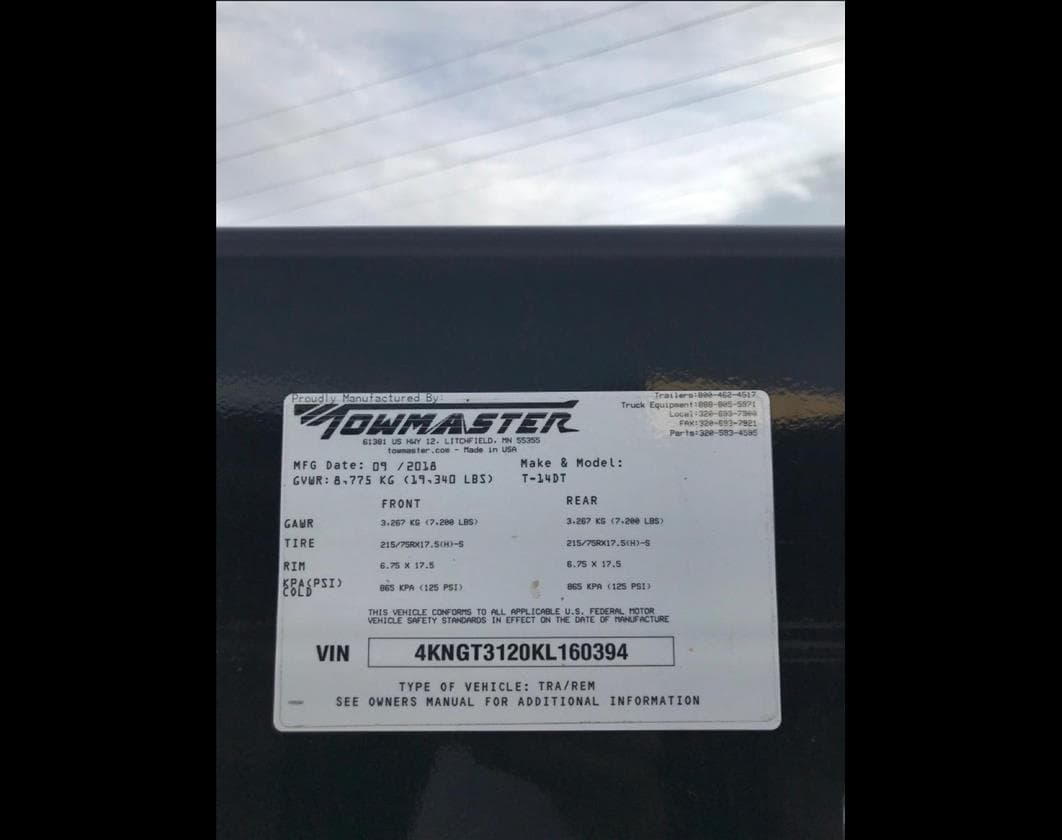 Proudly Manufactured By:
TOWMASTER
61381 US HWY 12. LITCHFIELD, MN 55355
towmaster.com - Made in USA
Trailers:800-462-4517
Truck Equipment:888-805-5971
Local:320-693-7900
FAX:320-693-7921
Parts:320-593-4595
MFG Date: 09 /2018
Make & Model:
GVWR: 8,775 KG (19,340 LBS)
T-14DT
FRONT REAR
GAWR 3,267 KG (7,200 LBS) 3,267 KG (7,200 LBS)
TIRE 215/75RX17.5(H)-S 215/75RX17.5(H)-S
RIM 6.75 X 17.5 6.75 X 17.5
KPA(PSI) COLD 865 KPA (125 PSI) 865 KPA (125 PSI)
THIS VEHICLE CONFORMS TO ALL APPLICABLE U.S. FEDERAL MOTOR
VEHICLE SAFETY STANDARDS IN EFFECT ON THE DATE OF MANUFACTURE
VIN 4KNGT3120KL160394
TYPE OF VEHICLE: TRA/REM
SEE OWNERS MANUAL FOR ADDITIONAL INFORMATION